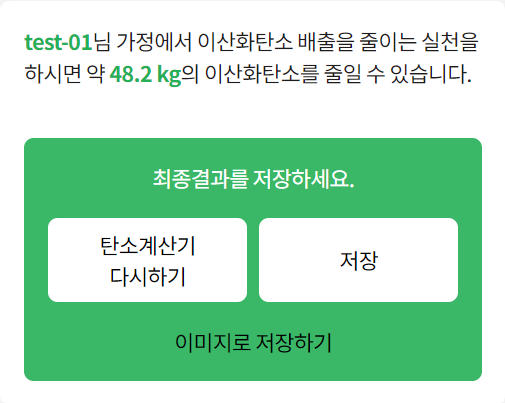 test-01님 가정에서 이산화탄소 배출을 줄이는 실천을
하시면 약 48.2 kg의 이산화탄소를 줄일 수 있습니다.
최종결과를 저장하세요.
탄소계산기
다시하기
저장
이미지로 저장하기